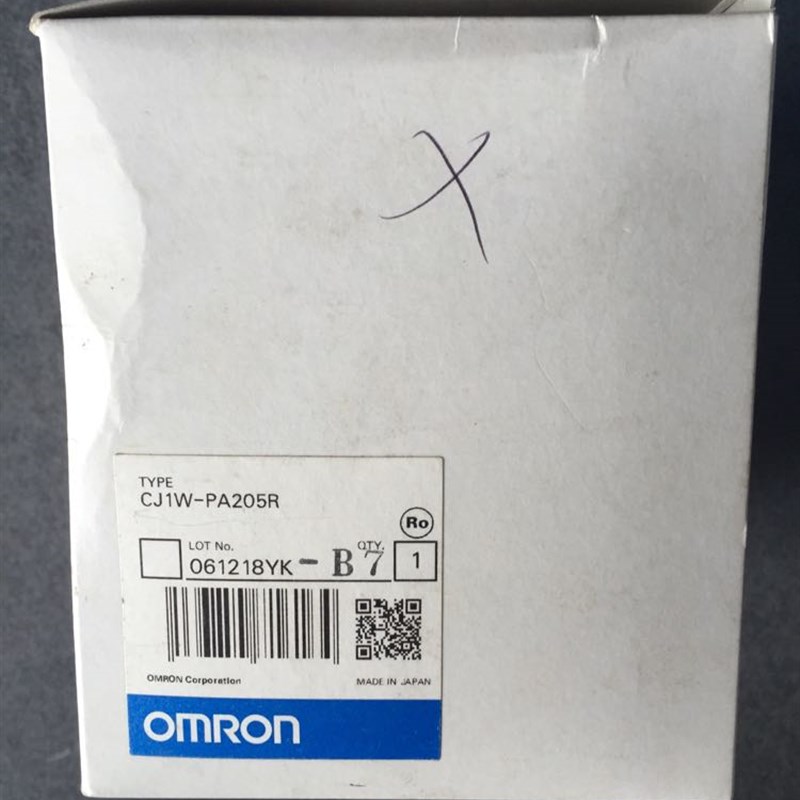 X
TYPE
CJ1W-PA205R
Ro
LOT No.
QTY.
061218YK - B7
1
OMRON Corporation
MADE IN JAPAN
OMRON